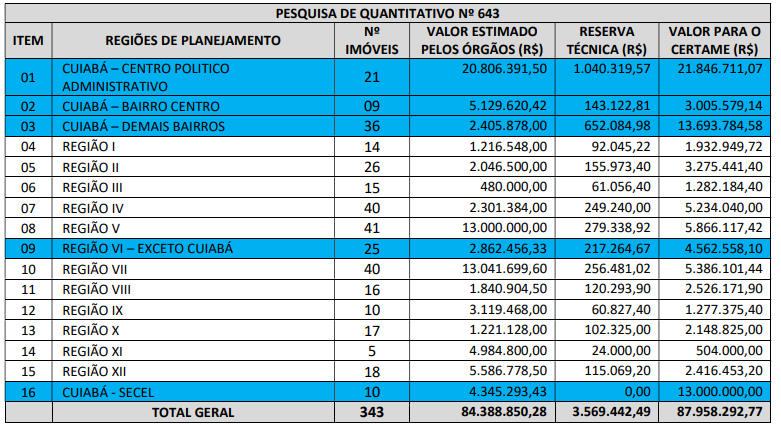 PESQUISA DE QUANTITATIVO Nº 643
ITEM REGIÕES DE PLANEJAMENTO Nº IMÓVEIS VALOR ESTIMADO PELOS ÓRGÃOS (R$) RESERVA TÉCNICA (R$) VALOR PARA O CERTAME (R$)
01 CUIABÁ – CENTRO POLITICO ADMINISTRATIVO 21 20.806.391,50 1.040.319,57 21.846.711,07
02 CUIABÁ – BAIRRO CENTRO 09 5.129.620,42 143.122,81 3.005.579,14
03 CUIABÁ – DEMAIS BAIRROS 36 2.405.878,00 652.084,98 13.693.784,58
04 REGIÃO I 14 1.216.548,00 92.045,22 1.932.949,72
05 REGIÃO II 26 2.046.500,00 155.973,40 3.275.441,40
06 REGIÃO III 15 480.000,00 61.056,40 1.282.184,40
07 REGIÃO IV 40 2.301.384,00 249.240,00 5.234.040,00
08 REGIÃO V 41 13.000.000,00 279.338,92 5.866.117,42
09 REGIÃO VI – EXCETO CUIABÁ 25 2.862.456,33 217.264,67 4.562.558,10
10 REGIÃO VII 40 13.041.699,60 256.481,02 5.386.101,44
11 REGIÃO VIII 16 1.840.904,50 120.293,90 2.526.171,90
12 REGIÃO IX 10 3.119.468,00 60.827,40 1.277.375,40
13 REGIÃO X 17 1.221.128,00 102.325,00 2.148.825,00
14 REGIÃO XI 5 4.984.800,00 24.000,00 504.000,00
15 REGIÃO XII 18 5.586.778,50 115.069,20 2.416.453,20
16 CUIABÁ - SECEL 10 4.345.293,43 0,00 13.000.000,00
TOTAL GERAL 343 84.388.850,28 3.569.442,49 87.958.292,77